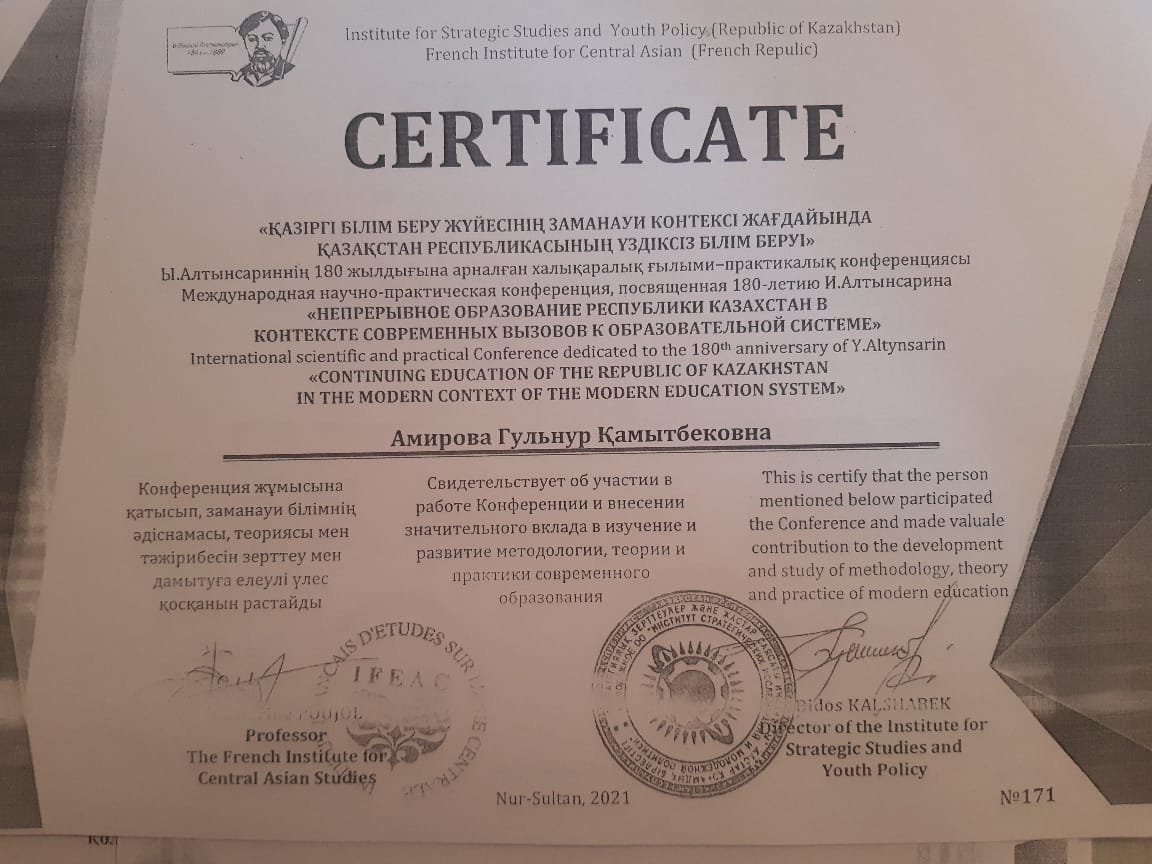 Institute for Strategic Studies and Youth Policy (Republic of Kazakhstan)
French Institute for Central Asian (French Repulic)
CERTIFICATE
«ҚАЗІРГІ БІЛІМ БЕРУ ЖҮЙЕСІНІҢ ЗАМАНАУИ КОНТЕКСІ ЖАҒДАЙЫНДА
ҚАЗАҚСТАН РЕСПУБЛИКАСЫНЫҢ ҮЗДІКСІЗ БІЛІМ БЕРУІ»
Ы.Алтынсариннің 180 жылдығына арналған халықаралық ғылыми–практикалық конференциясы
Международная научно-практическая конференция, посвященная 180-летию И.Алтынсарина
«НЕПРЕРЫВНОЕ ОБРАЗОВАНИЕ РЕСПУБЛИКИ КАЗАХСТАН В
КОНТЕКСТЕ СОВРЕМЕННЫХ ВЫЗОВОВ К ОБРАЗОВАТЕЛЬНОЙ СИСТЕМЕ»
International scientific and practical Conference dedicated to the 180th anniversary of Y.Altynsarin
«CONTINUING EDUCATION OF THE REPUBLIC OF KAZAKHSTAN
IN THE MODERN CONTEXT OF THE MODERN EDUCATION SYSTEM»
Амирова Гульнур Қамытбековна
Конференция жұмысына
қатысып, заманауи білімнің
әдіснамасы, теориясы мен
тәжірибесін зерттеу мен
дамытуға елеулі үлес
қосқанын растайды
Свидетельствует об участии в
работе Конференции и внесении
значительного вклада в изучение и
развитие методологии, теории и
практики современного
образования
This is certify that the person
mentioned below participated
the Conference and made valuale
contribution to the development
and study of methodology, theory
and practice of modern education
D'ETUDES SUR
IFEAC
CENTRALE
POUJOL
Professor
The French Institute for
Central Asian Studies
Bidos KALSHABEK
Director of the Institute for
Strategic Studies and
Youth Policy
Nur-Sultan, 2021
№171